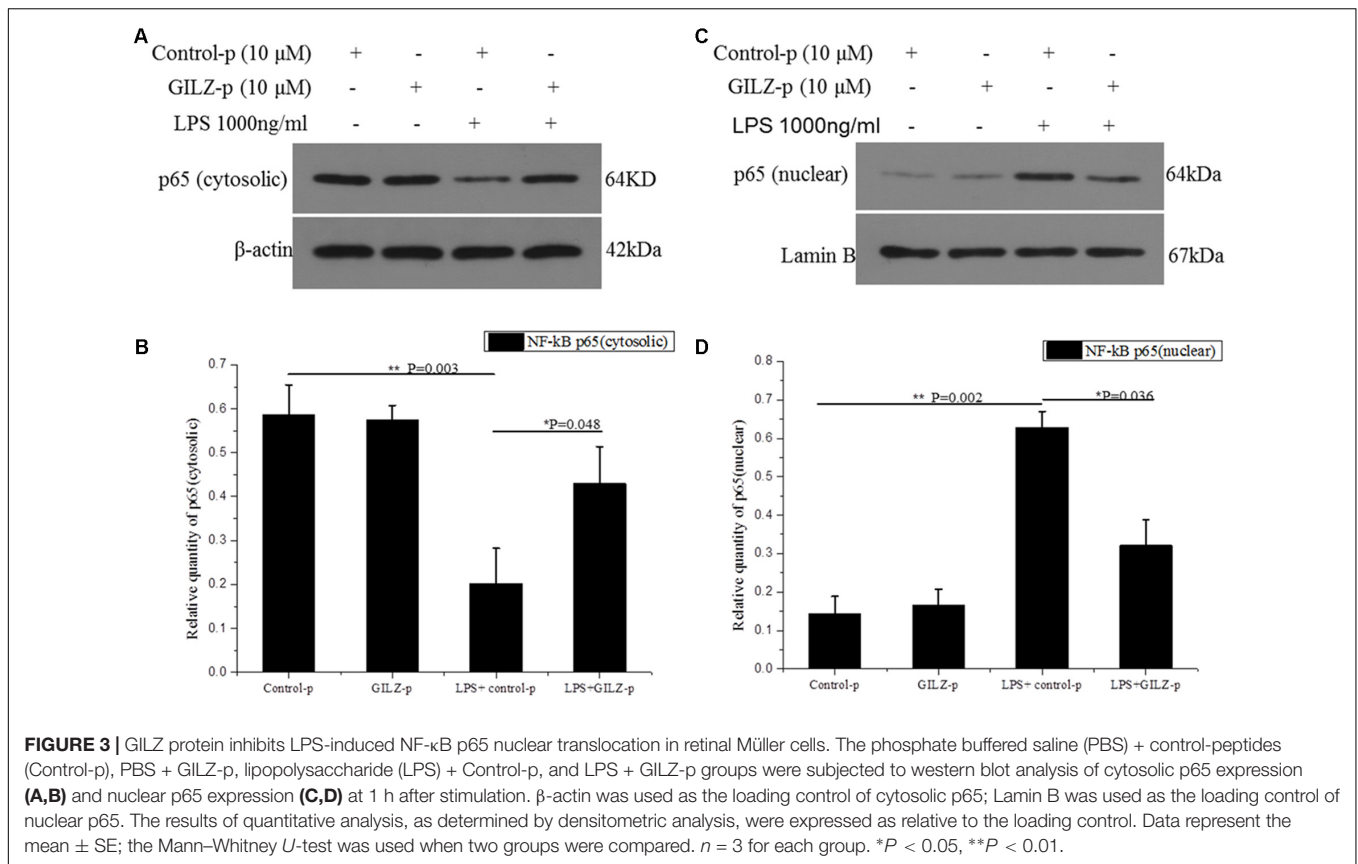 A
Control-p (10 μM) + - + -
GILZ-p (10 μM) - + - +
LPS 1000ng/ml - - + +
p65 (cytosolic) 64KD
β-actin 42kDa
C
Control-p (10 μM) + - + -
GILZ-p (10 μM) - + - +
LPS 1000ng/ml - - + +
p65 (nuclear) 64kDa
Lamin B 67kDa
B
NF-kB p65(cytosolic)
Relative quantity of p65(cytosolic)
0.7
0.6
0.5
0.4
0.3
0.2
0.1
0.0
** P=0.003
*P=0.048
Control-p GILZ-p LPS+ control-p LPS+GILZ-p
D
NF-kB p65(nuclear)
Relative quantity of p65(nuclear)
0.8
0.7
0.6
0.5
0.4
0.3
0.2
0.1
0.0
** P=0.002
*P=0.036
Control-p GILZ-p LPS+ control-p LPS+GILZ-p
FIGURE 3 | GILZ protein inhibits LPS-induced NF-κB p65 nuclear translocation in retinal Müller cells. The phosphate buffered saline (PBS) + control-peptides
(Control-p), PBS + GILZ-p, lipopolysaccharide (LPS) + Control-p, and LPS + GILZ-p groups were subjected to western blot analysis of cytosolic p65 expression
(A,B) and nuclear p65 expression (C,D) at 1 h after stimulation. β-actin was used as the loading control of cytosolic p65; Lamin B was used as the loading control of
nuclear p65. The results of quantitative analysis, as determined by densitometric analysis, were expressed as relative to the loading control. Data represent the
mean ± SE; the Mann–Whitney U-test was used when two groups were compared. n = 3 for each group. *P < 0.05, **P < 0.01.